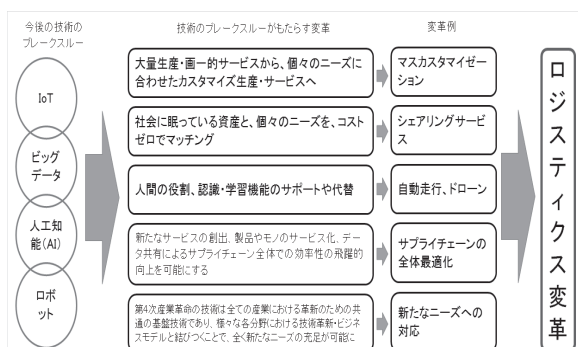 今後の技術の
ブレークスルー
技術のブレークスルーがもたらす変革
変革例
IoT
ビッグ
データ
人工知
能(AI)
ロボ
ット
大量生産・画一的サービスから、個々のニーズに
合わせたカスタマイズ生産・サービスへ
マスカスタマイゼー
ション
社会に眠っている資産と、個々のニーズを、コスト
ゼロでマッチング
シェアリングサービ
ス
人間の役割、認識・学習機能のサポートや代替
自動走行、ドローン
新たなサービスの創出、製品やモノのサービス化、デー
タ共有によるサプライチェーン全体での効率性の飛躍的
向上を可能にする
サプライチェーンの
全体最適化
第4次産業革命の技術は全ての産業における革新のための共
通の基盤技術であり、様々な各分野における技術革新・ビジネ
スモデルと結びつくことで、全く新たなニーズの充足が可能に
新たなニーズへの
対応
ロジスティクス変革